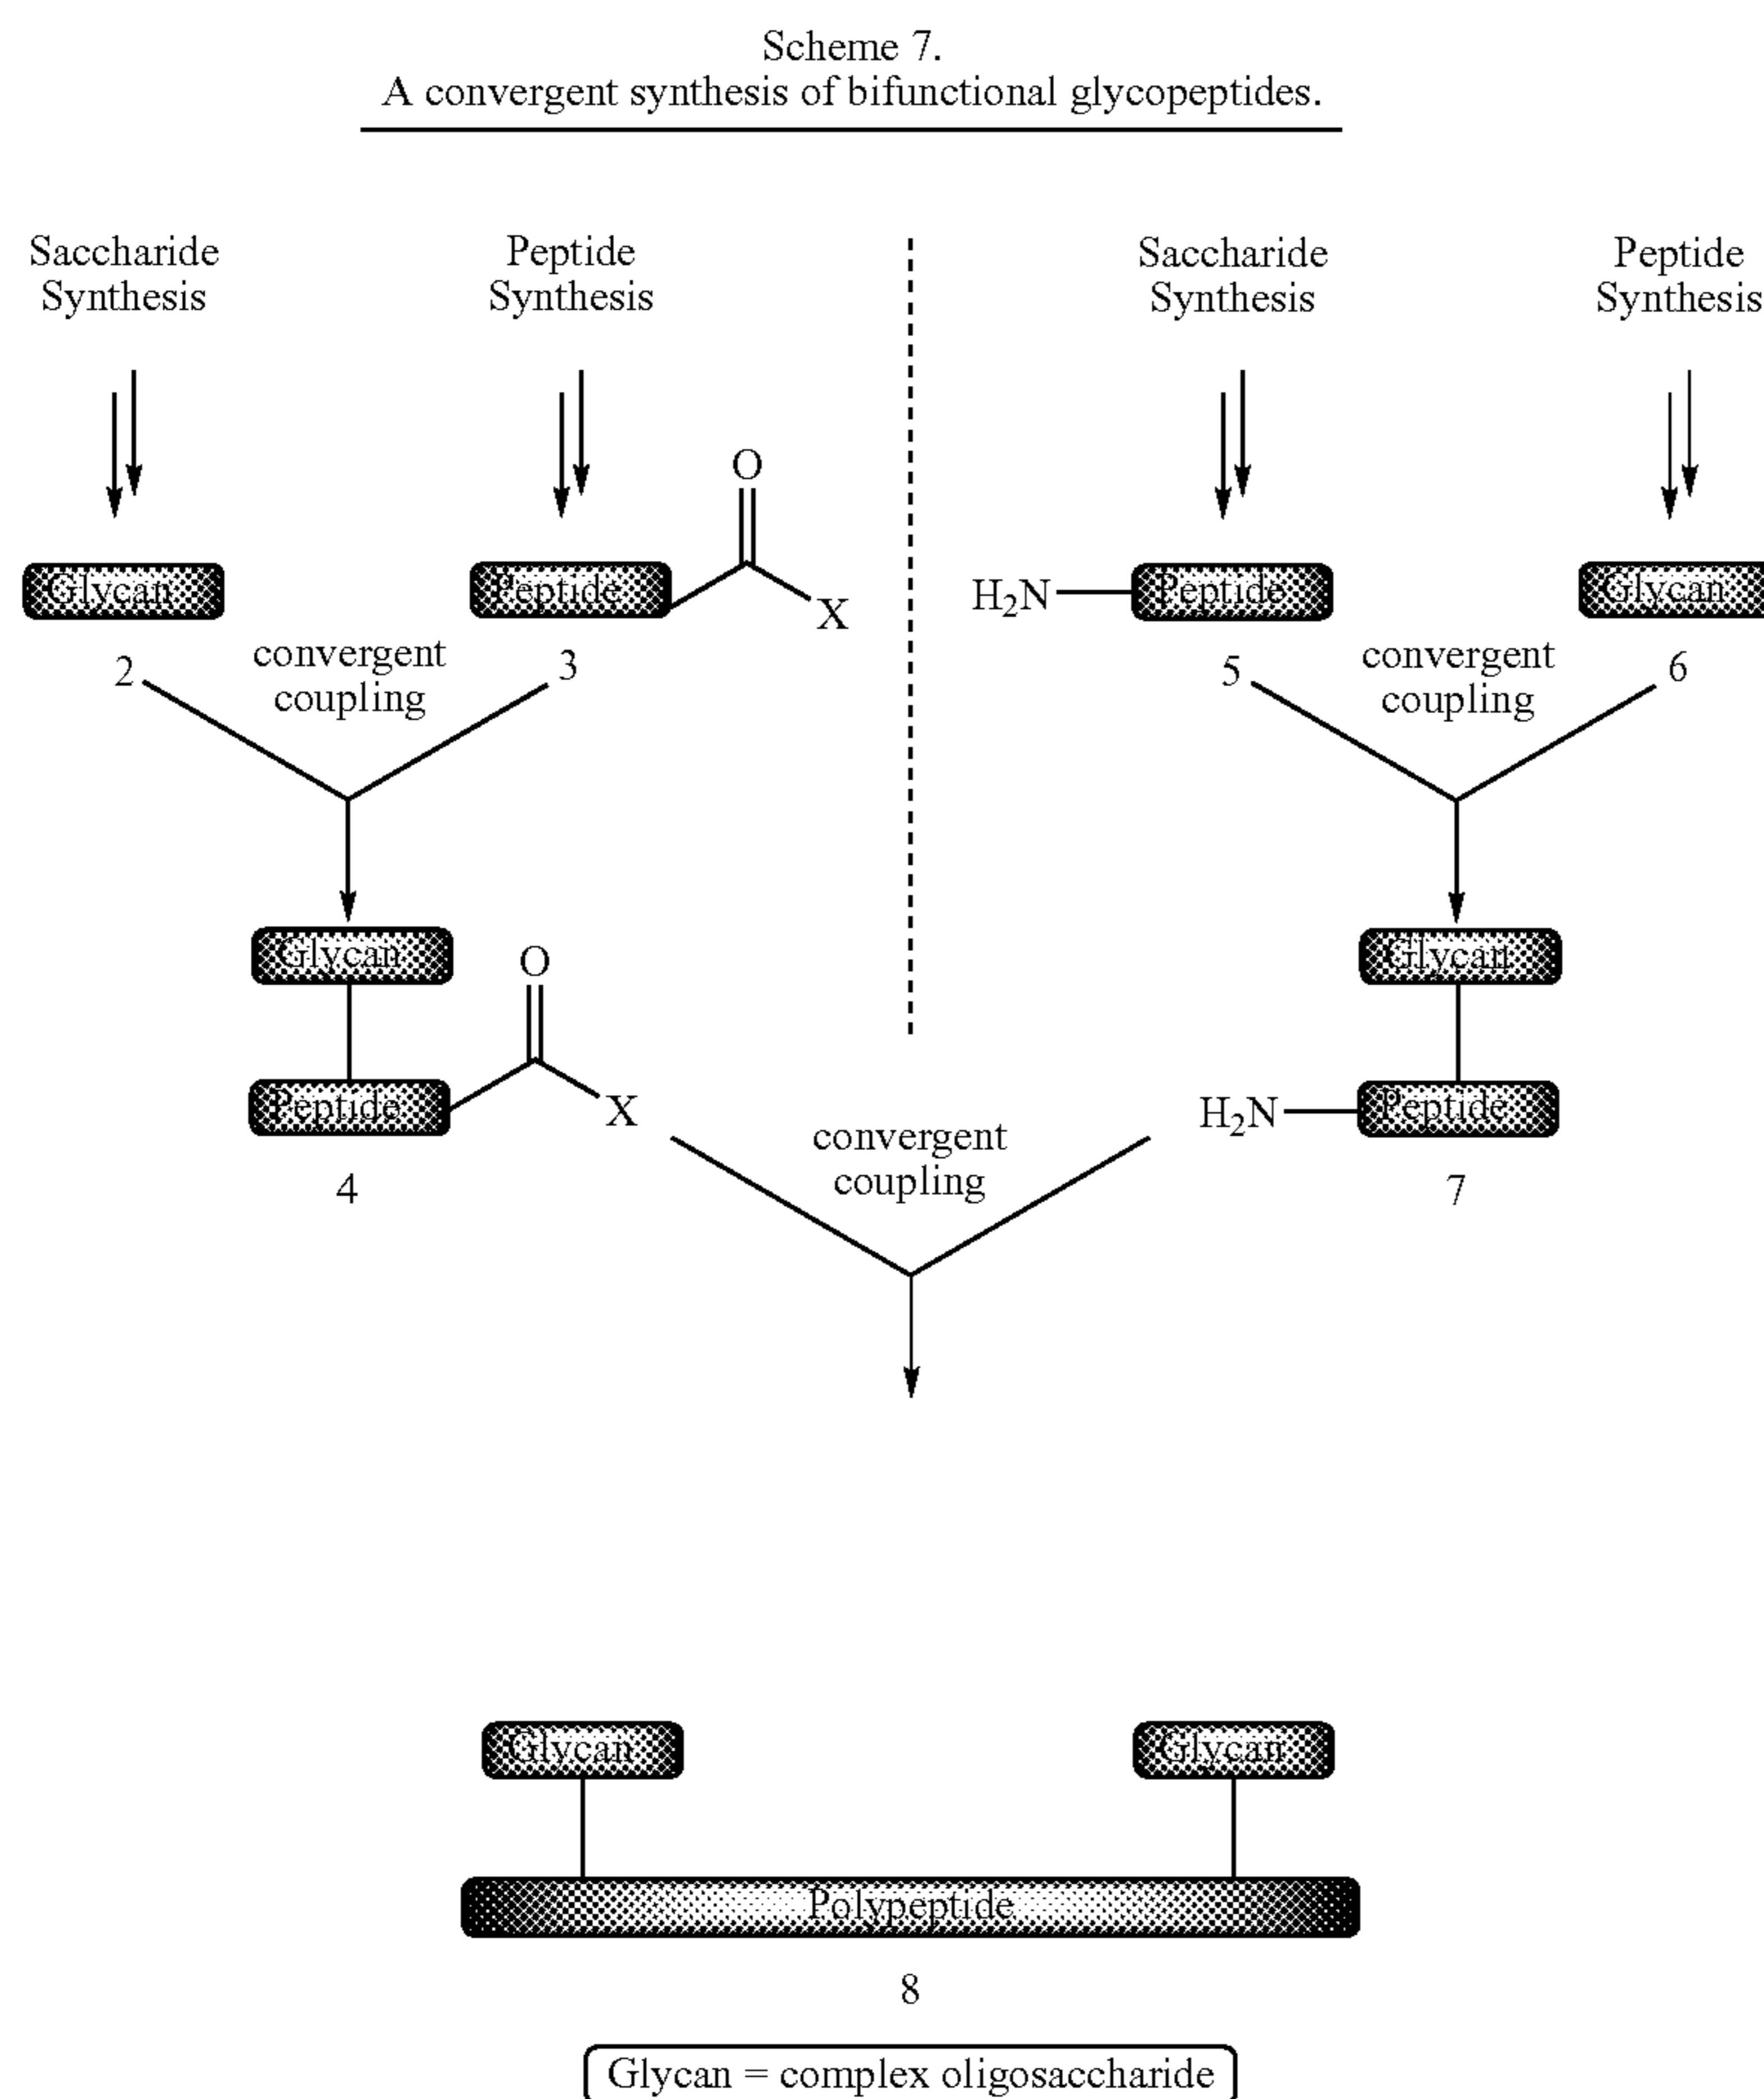 Scheme 7.
A convergent synthesis of bifunctional glycopeptides.
Saccharide
Synthesis
Peptide
Synthesis
Saccharide
Synthesis
Peptide
Synthesis
O
X
Glycan
Peptide
H2N
Peptide
Glycan
2
convergent
coupling
3
5
convergent
coupling
6
Glycan
O
Peptide
X
4
convergent
coupling
Glycan
H2N
Peptide
7
Glycan
Glycan
Polypeptide
8
Glycan = complex oligosaccharide